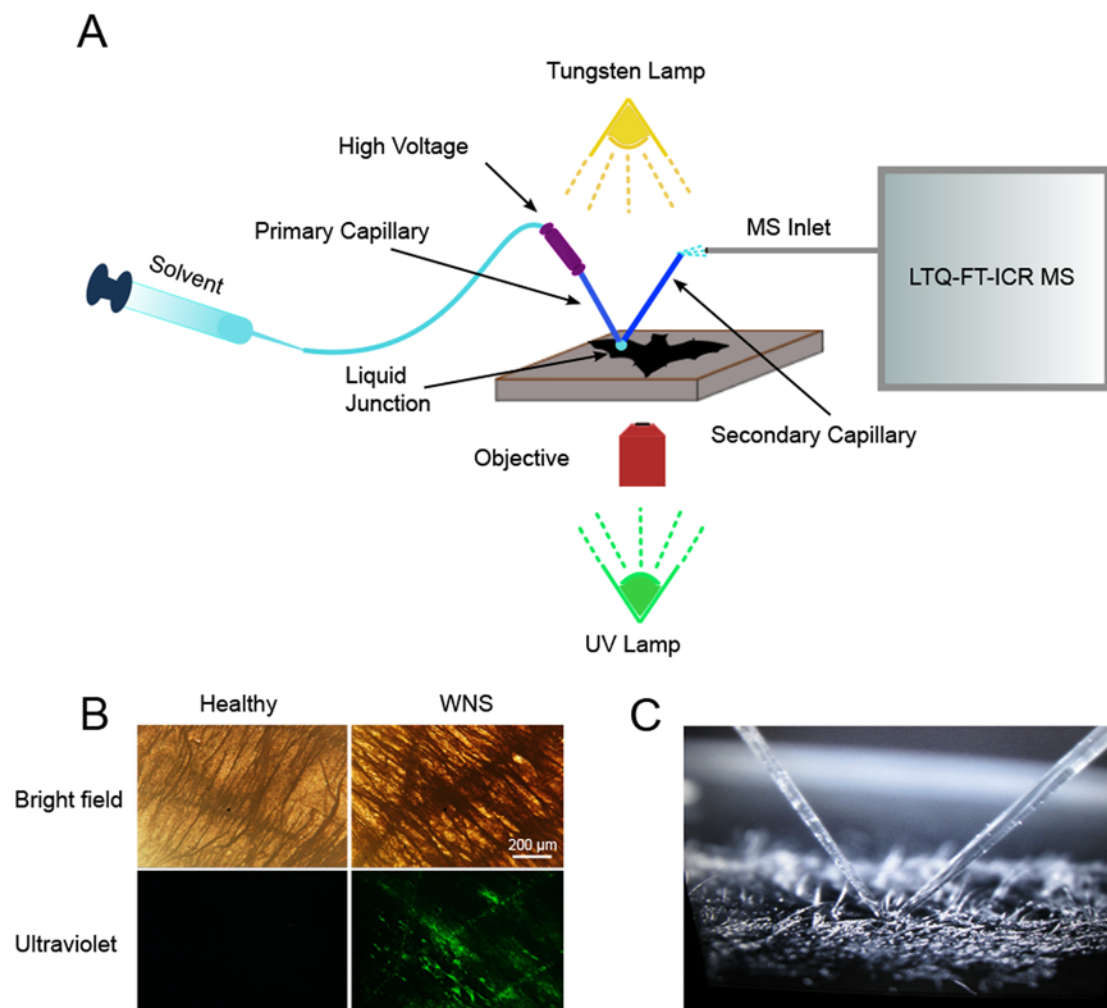 A
Tungsten Lamp
High Voltage
Primary Capillary
MS Inlet
Solvent
LTQ-FT-ICR MS
Liquid
Junction
Secondary Capillary
Objective
UV Lamp
B
Healthy
WNS
C
Bright field
200 µm
Ultraviolet